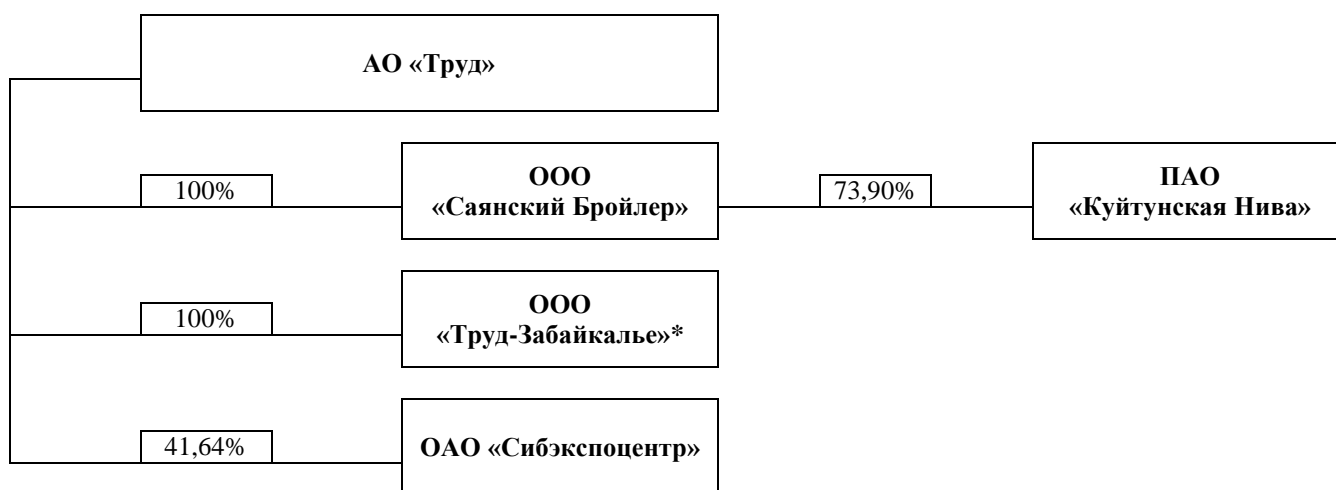 АО «Труд»
100%
ООО
«Саянский Бройлер»
73,90%
ПАО
«Куйтунская Нива»
100%
ООО
«Труд-Забайкалье»*
41,64%
ОАО «Сибэкспоцентр»